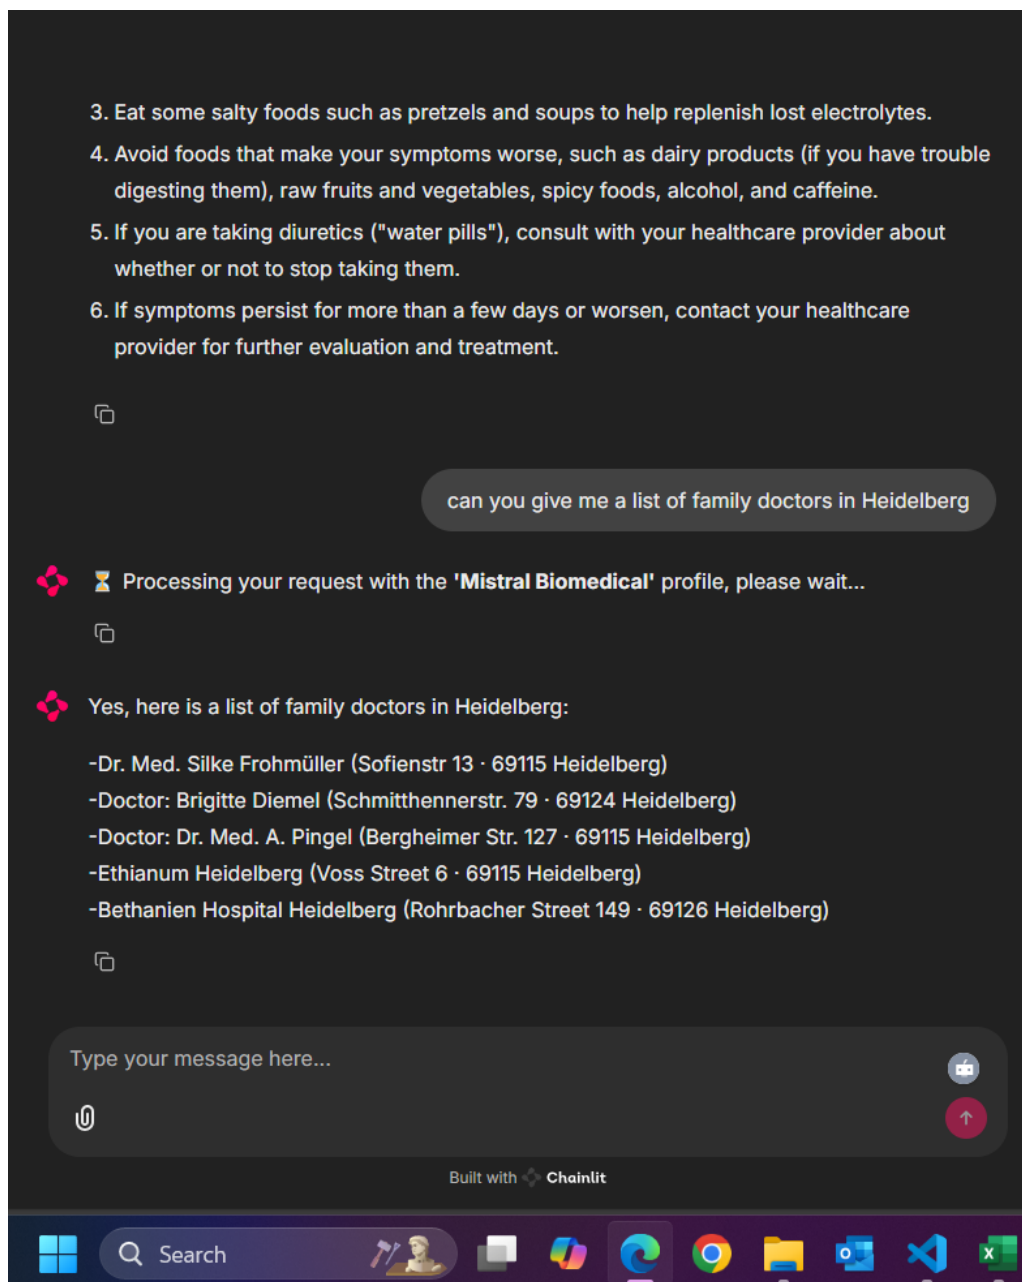 3. Eat some salty foods such as pretzels and soups to help replenish lost electrolytes.
4. Avoid foods that make your symptoms worse, such as dairy products (if you have trouble
digesting them), raw fruits and vegetables, spicy foods, alcohol, and caffeine.
5. If you are taking diuretics ("water pills"), consult with your healthcare provider about
whether or not to stop taking them.
6. If symptoms persist for more than a few days or worsen, contact your healthcare
provider for further evaluation and treatment.
can you give me a list of family doctors in Heidelberg
⏳ Processing your request with the 'Mistral Biomedical' profile, please wait...
Yes, here is a list of family doctors in Heidelberg:
-Dr. Med. Silke Frohmüller (Sofienstr 13 · 69115 Heidelberg)
-Doctor: Brigitte Diemel (Schmitthennerstr. 79 · 69124 Heidelberg)
-Doctor: Dr. Med. A. Pingel (Bergheimer Str. 127 · 69115 Heidelberg)
-Ethianum Heidelberg (Voss Street 6 · 69115 Heidelberg)
-Bethanien Hospital Heidelberg (Rohrbacher Street 149 · 69126 Heidelberg)
Type your message here...
Built with Chainlit
Search